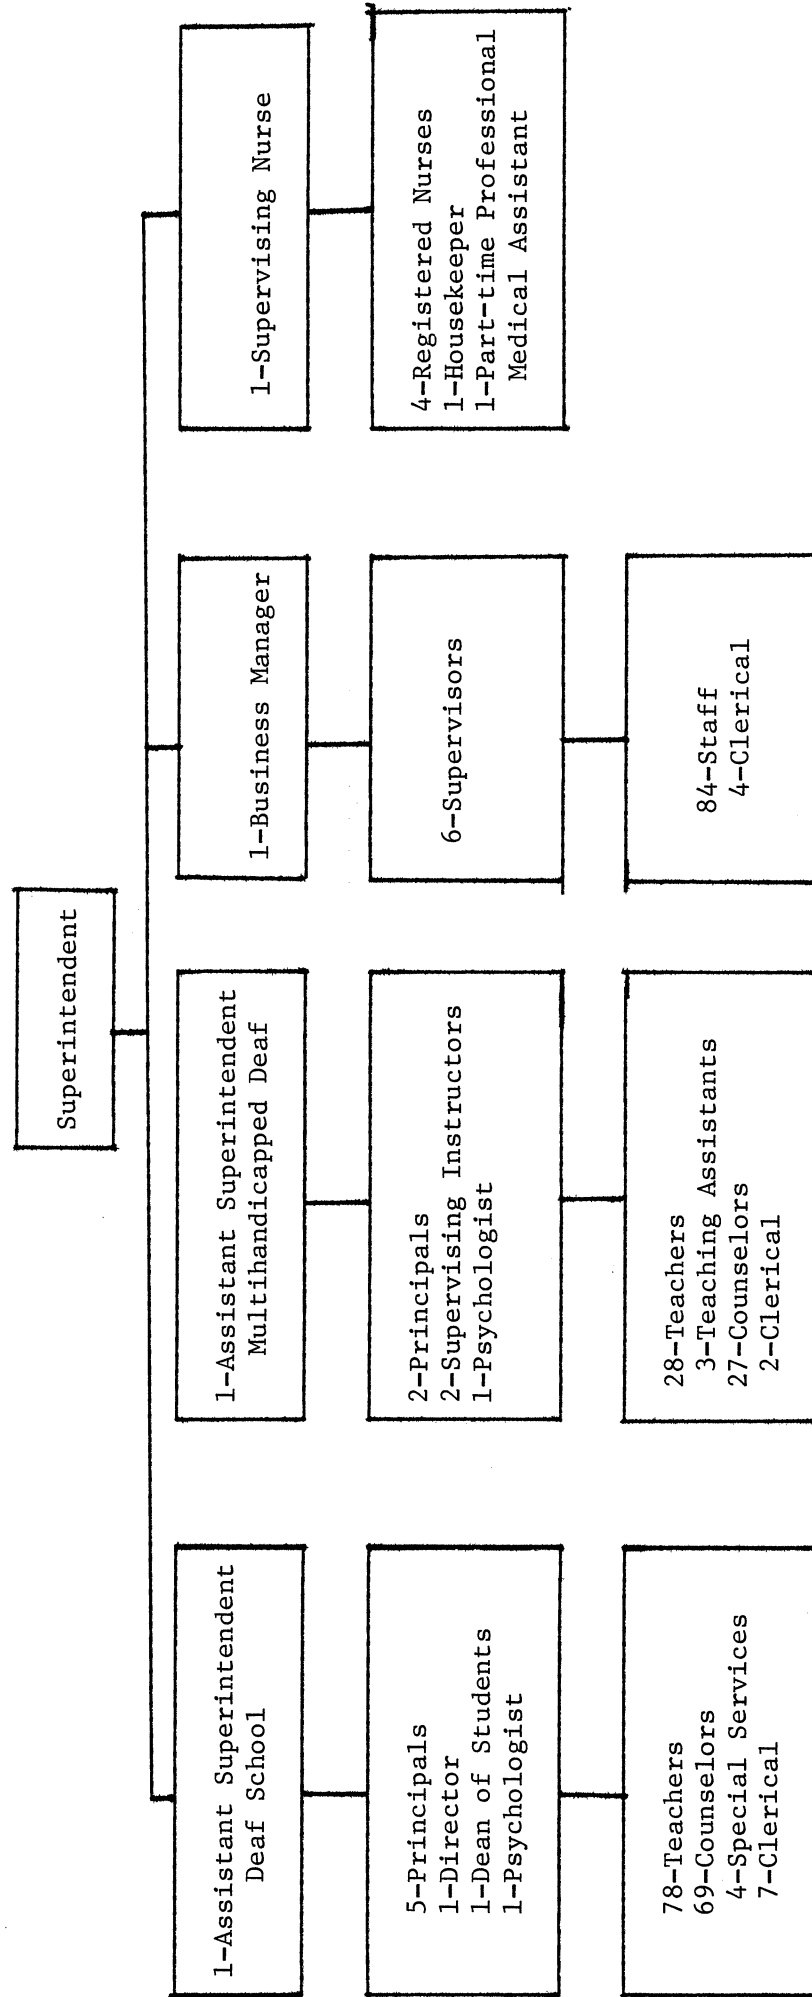 Superintendent
1-Assistant Superintendent
Deaf School
1-Assistant Superintendent
Multihandicapped Deaf
1-Business Manager
1-Supervising Nurse
5-Principals
1-Director
1-Dean of Students
1-Psychologist
2-Principals
2-Supervising Instructors
1-Psychologist
6-Supervisors
4-Registered Nurses
1-Housekeeper
1-Part-time Professional
Medical Assistant
78-Teachers
69-Counselors
4-Special Services
7-Clerical
28-Teachers
3-Teaching Assistants
27-Counselors
2-Clerical
84-Staff
4-Clerical